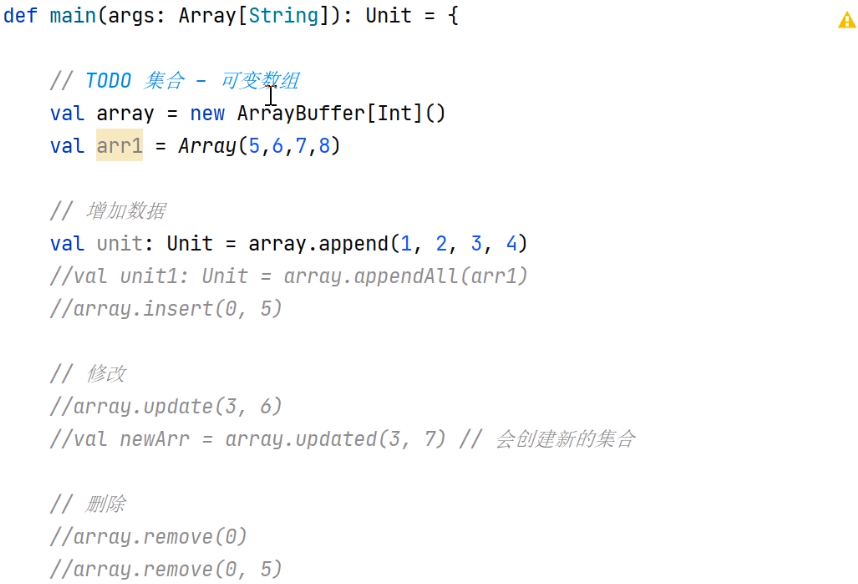 def main(args: Array[String]): Unit = {
// TODO 集合 - 可变数组
val array = new ArrayBuffer[Int]()
val arr1 = Array(5,6,7,8)
// 增加数据
val unit: Unit = array.append(1, 2, 3, 4)
//val unit1: Unit = array.appendAll(arr1)
//array.insert(0, 5)
// 修改
//array.update(3, 6)
//val newArr = array.updated(3, 7) // 会创建新的集合
// 删除
//array.remove(0)
//array.remove(0, 5)